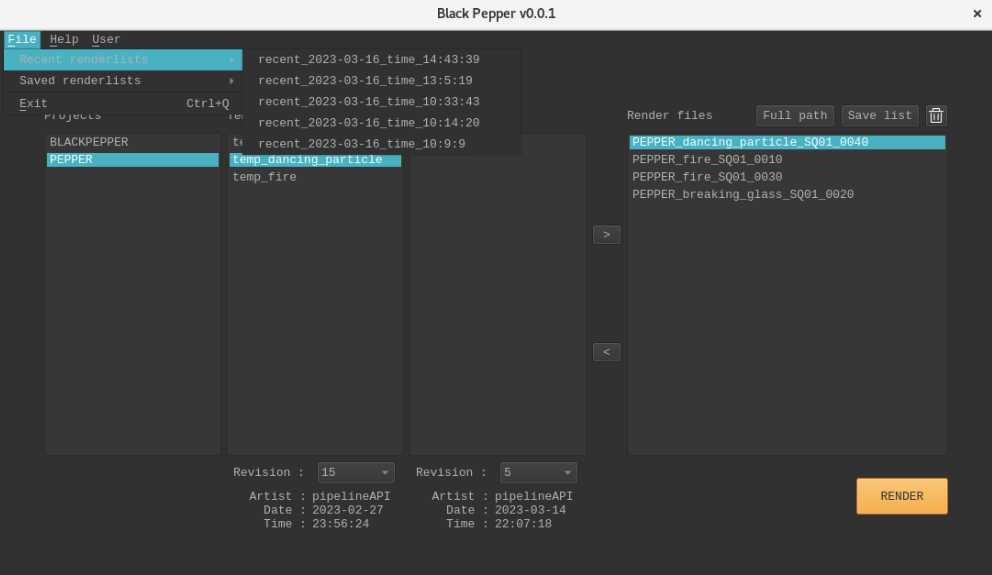 Black Pepper v0.0.1
×
File Help User
Recent renderlists
Saved renderlists
Exit Ctrl+Q
recent_2023-03-16_time_14:43:39
recent_2023-03-16_time_13:5:19
recent_2023-03-16_time_10:33:43
recent_2023-03-16_time_10:14:20
recent_2023-03-16_time_10:9:9
Projects
BLACKPEPPER
PEPPER
temp_dancing_particle
temp_fire
>
<
Render files Full path Save list
PEPPER_dancing_particle_SQ01_0040
PEPPER_fire_SQ01_0010
PEPPER_fire_SQ01_0030
PEPPER_breaking_glass_SQ01_0020
Revision : 15
Artist : pipelineAPI
Date : 2023-02-27
Time : 23:56:24
Revision : 5
Artist : pipelineAPI
Date : 2023-03-14
Time : 22:07:18
RENDER